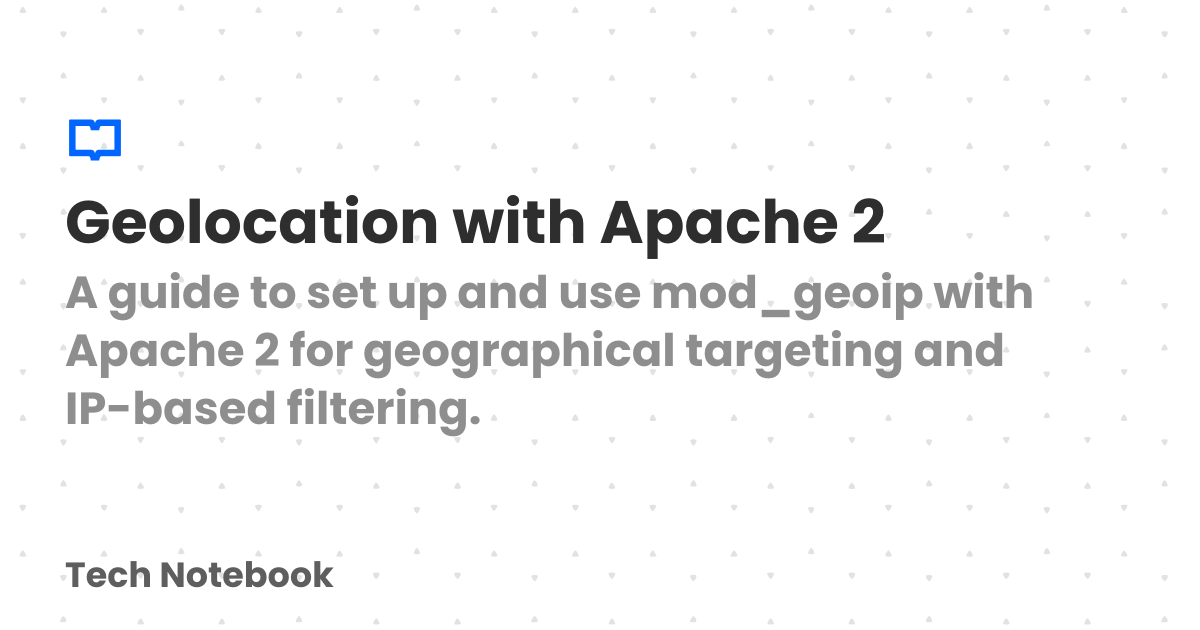 Geolocation with Apache 2
A guide to set up and use mod_geoip with
Apache 2 for geographical targeting and
IP-based filtering.
Tech Notebook